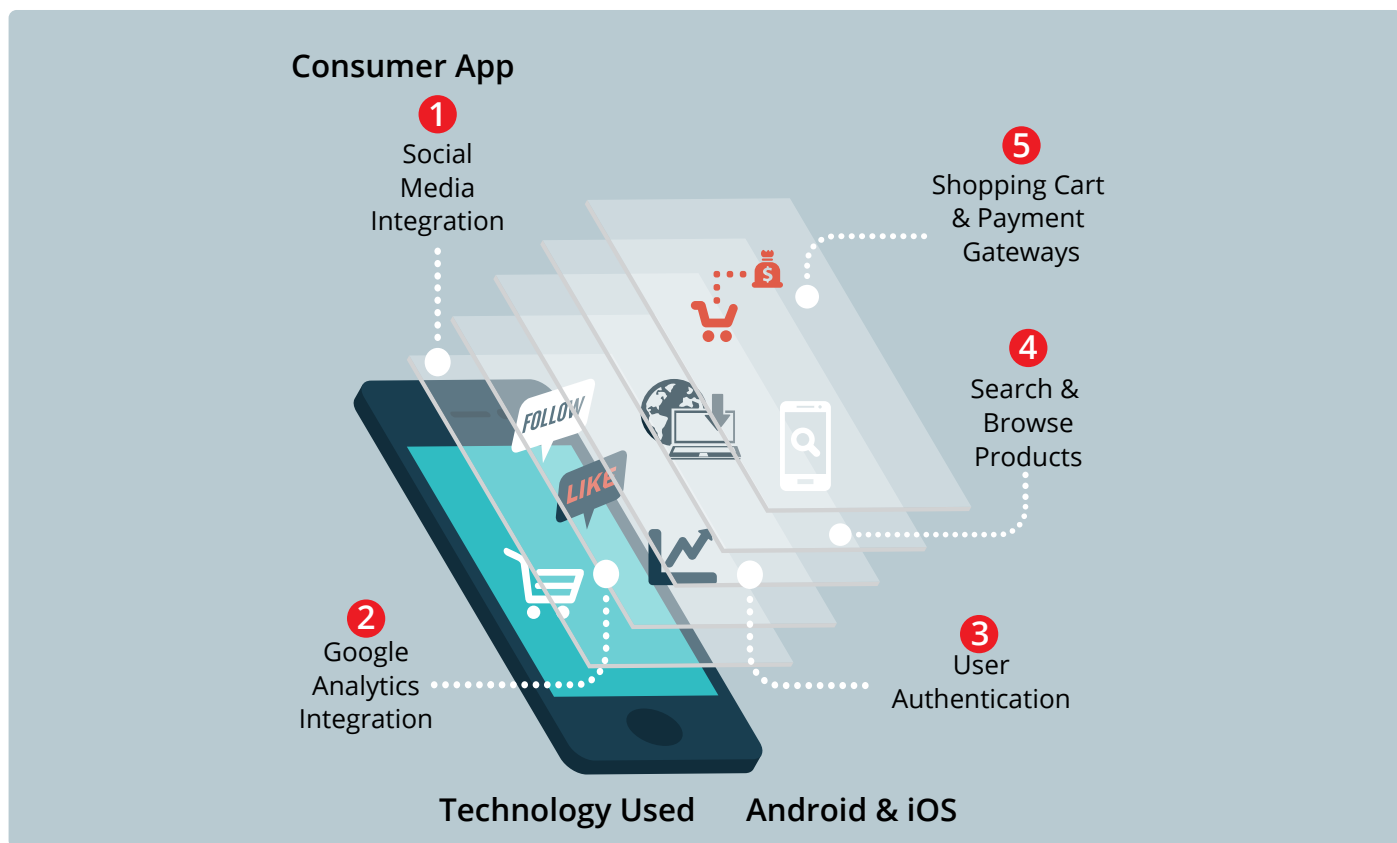 Consumer App
1
Social
Media
Integration
5
Shopping Cart
& Payment
Gateways
$
4
Search &
Browse
Products
FOLLOW
LIKE
2
Google
Analytics
Integration
3
User
Authentication
Technology Used Android & iOS